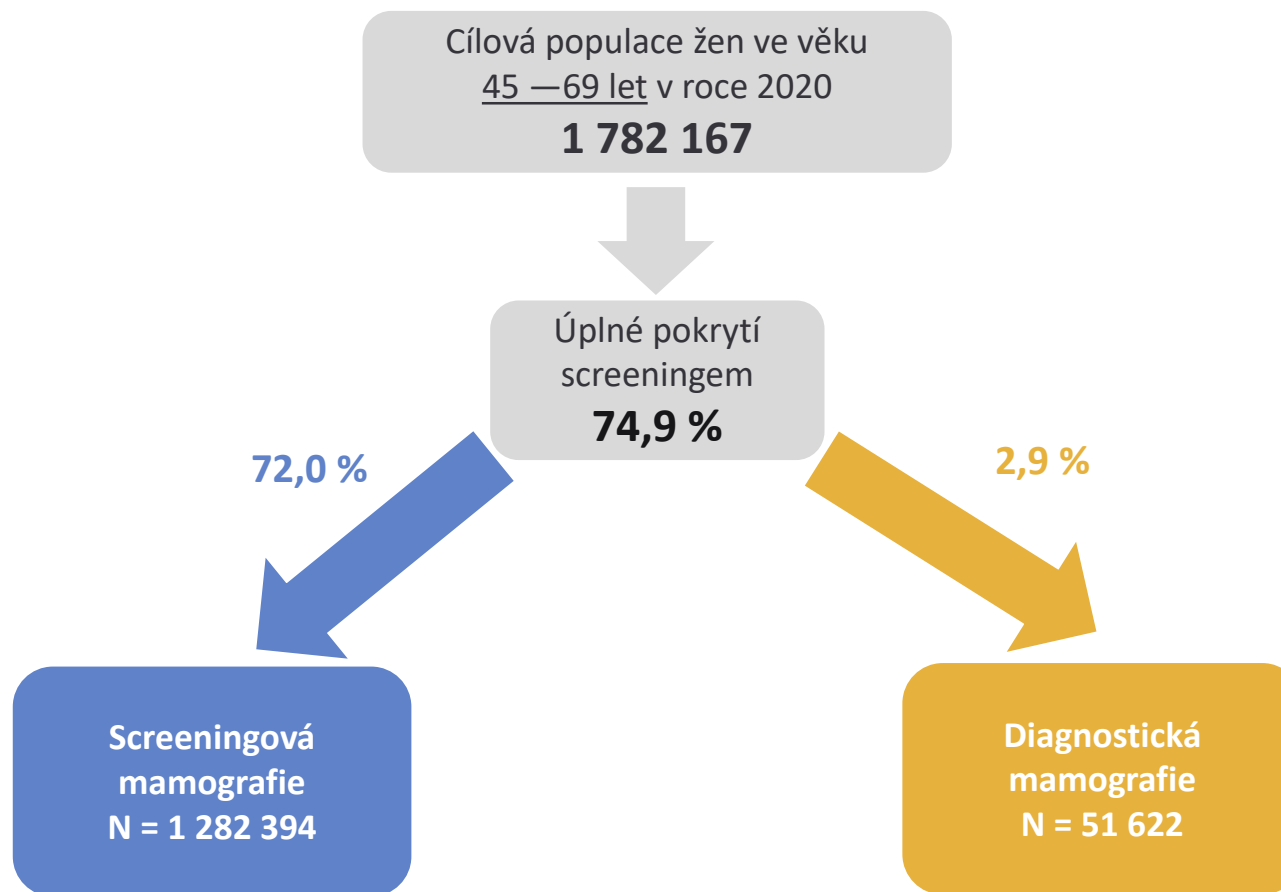 Cílová populace žen ve věku
45 —69 let v roce 2020
1 782 167
Úplné pokrytí
screeningem
74,9 %
72,0 %
2,9 %
Screeningová
mamografie
N = 1 282 394
Diagnostická
mamografie
N = 51 622